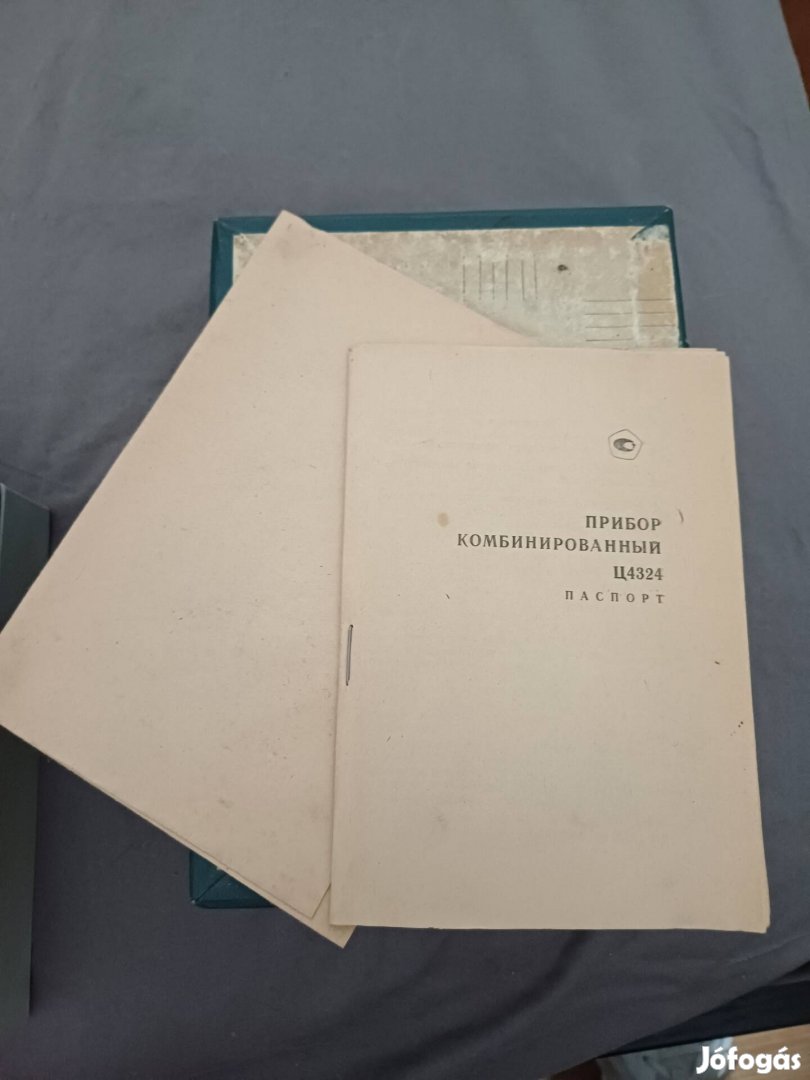 ПРИБОР
КОМБИНИРОВАННЫЙ
Ц4324
ПАСПОРТ
Jófogás